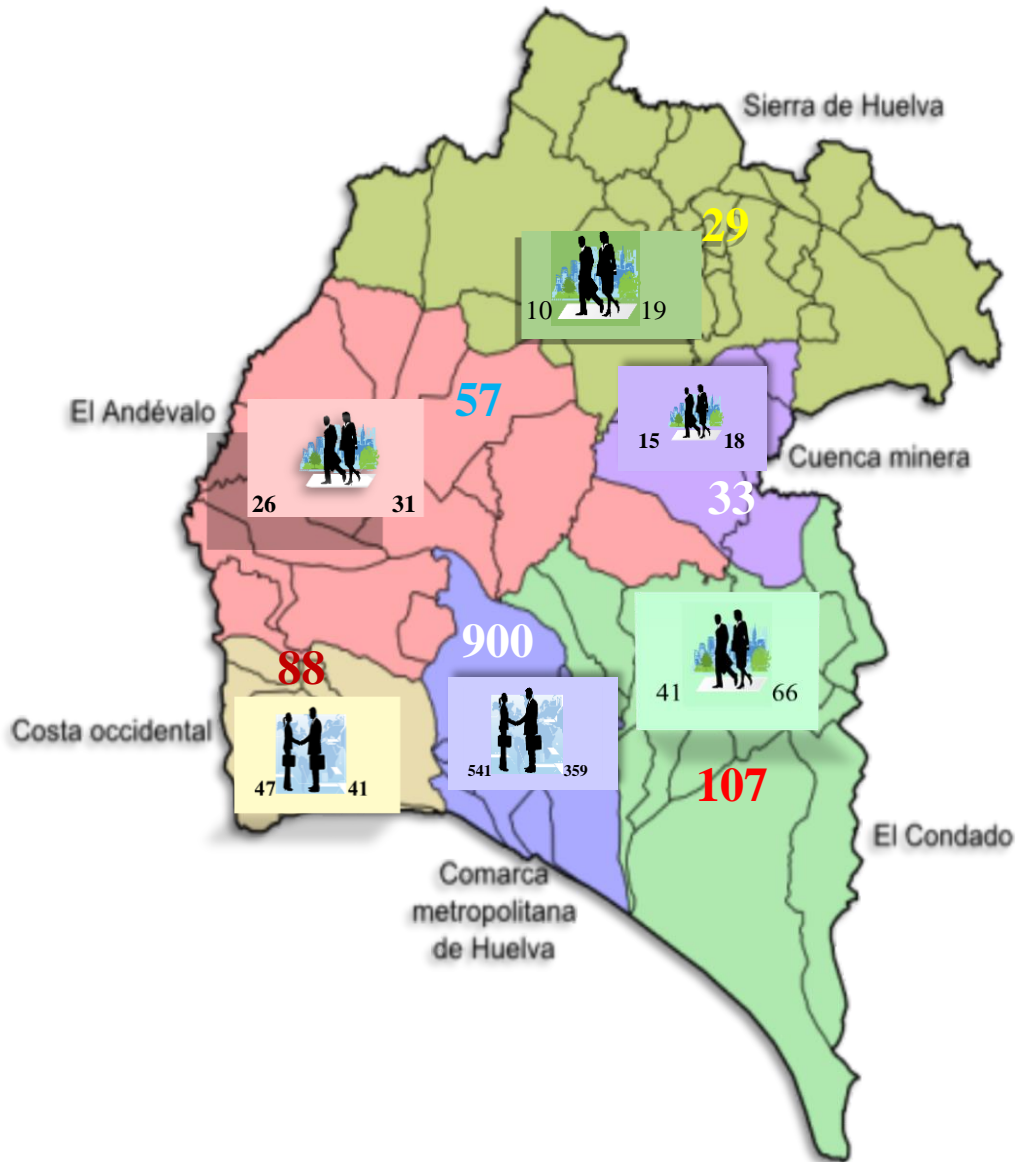 Sierra de Huelva
29
10 19
57
El Andévalo
15 18
Cuenca minera
26 31
33
900
88
41 66
Costa occidental
47 41
541 359
107
El Condado
Comarca
metropolitana
de Huelva